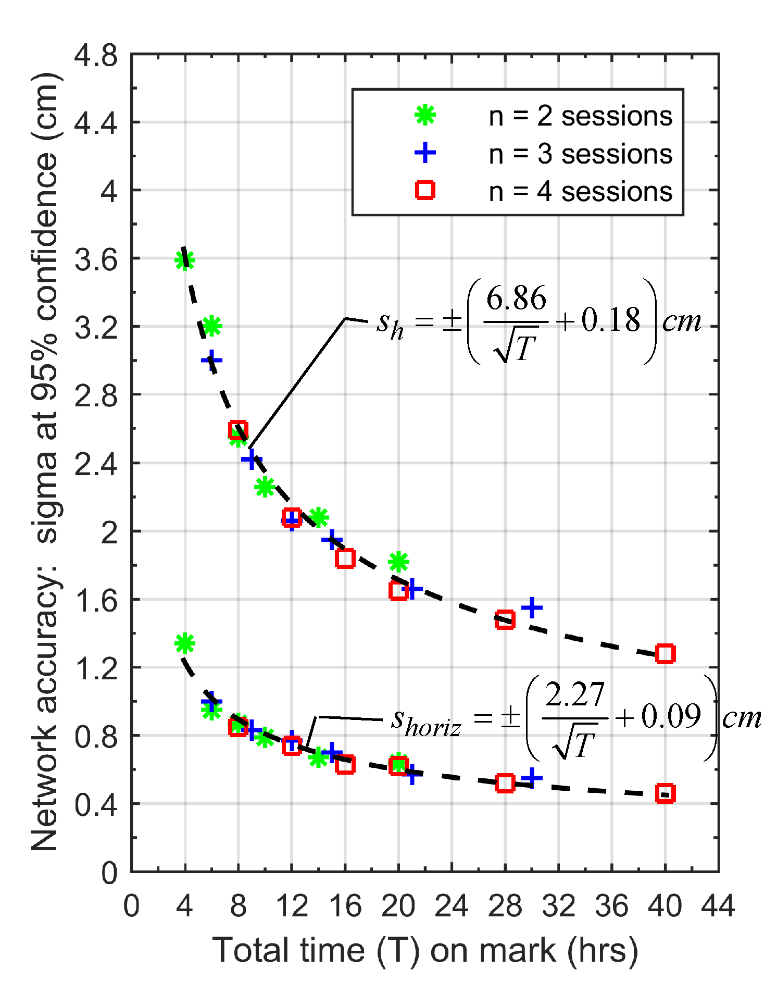 4.8
4.4
4
3.6
3.2
2.8
2.4
2
1.6
1.2
0.8
0.4
0
Network accuracy: sigma at 95% confidence (cm)
n = 2 sessions
n = 3 sessions
n = 4 sessions
s_h = ±(6.86/√T + 0.18) cm
s_horiz = ±(2.27/√T + 0.09) cm
0 4 8 12 16 20 24 28 32 36 40 44
Total time (T) on mark (hrs)